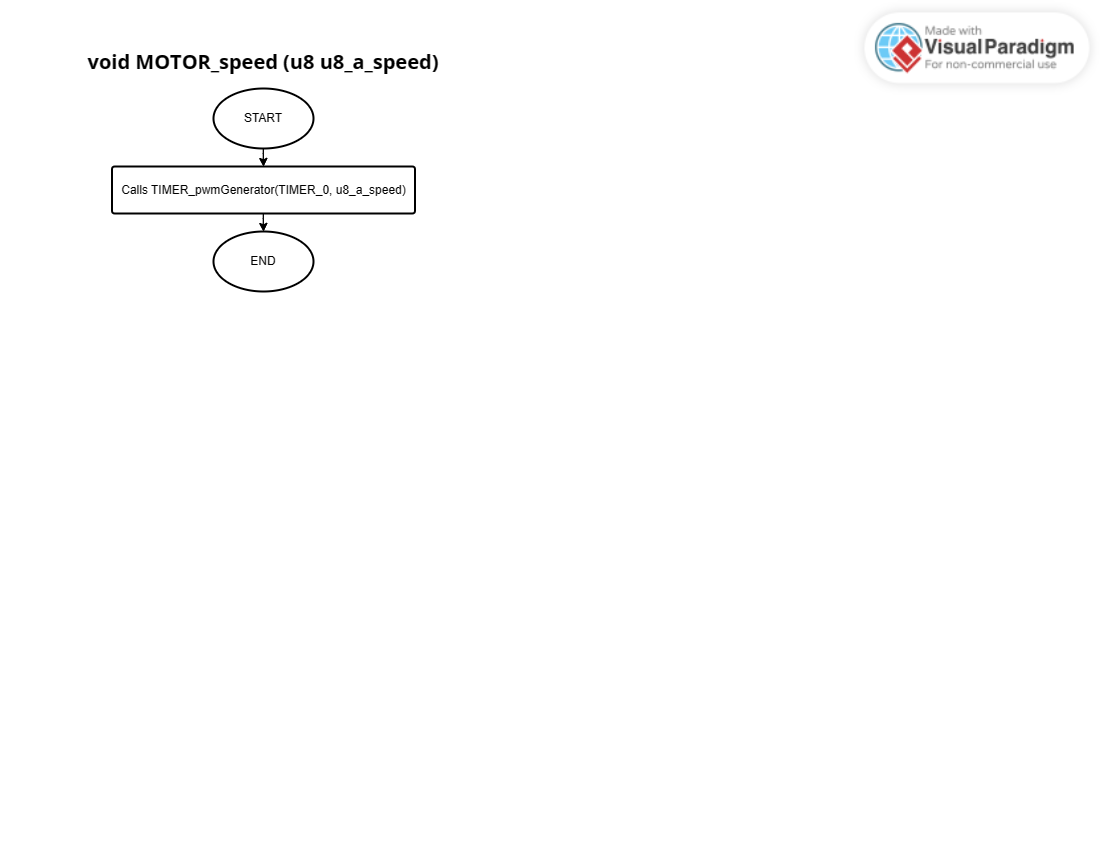 Made with
Visual Paradigm
For non-commercial use
void MOTOR_speed (u8 u8_a_speed)
START
Calls TIMER_pwmGenerator(TIMER_0, u8_a_speed)
END